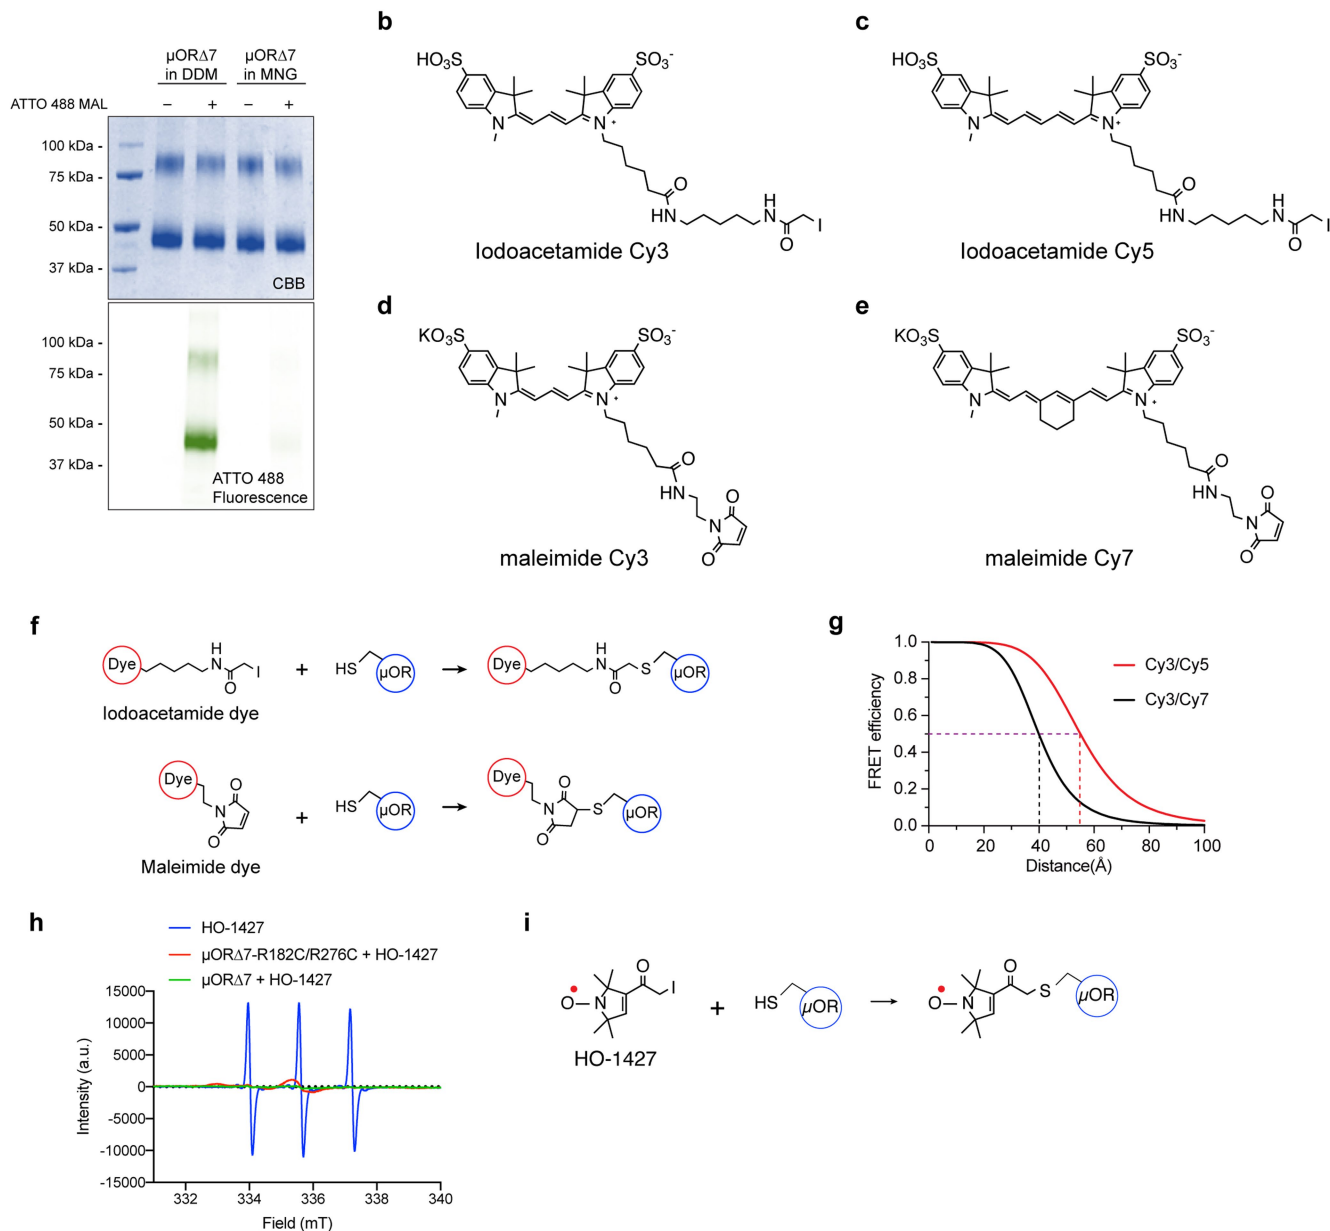 µORΔ7 µORΔ7
in DDM in MNG
ATTO 488 MAL – + – +
100 kDa -
75 kDa -
50 kDa -
37 kDa -
CBB
100 kDa -
75 kDa -
50 kDa -
37 kDa -
ATTO 488
Fluorescence
b
HO₃S SO₃⁻
N N +
O
HN
H
N
O
I
Iodoacetamide Cy3
c
HO₃S SO₃⁻
N N +
O
HN
H
N
O
I
Iodoacetamide Cy5
d
KO₃S SO₃⁻
N N +
O
HN
O
N
O
maleimide Cy3
e
KO₃S SO₃⁻
N N +
O
HN
O
N
O
maleimide Cy7
f
Dye H N O I + HS µOR Dye H N O S µOR
Iodoacetamide dye
Dye O N O + HS µOR Dye O N O S µOR
Maleimide dye
g
1.0
0.8
0.6
0.4
0.2
0.0
FRET efficiency
0 20 40 60 80 100
Distance(Å)
Cy3/Cy5
Cy3/Cy7
h
HO-1427
µORΔ7-R182C/R276C + HO-1427
µORΔ7 + HO-1427
15000
10000
5000
0
-5000
-10000
-15000
Intensity (a.u.)
332 334 336 338 340
Field (mT)
i
O N O I + HS µOR O N O S µOR
HO-1427